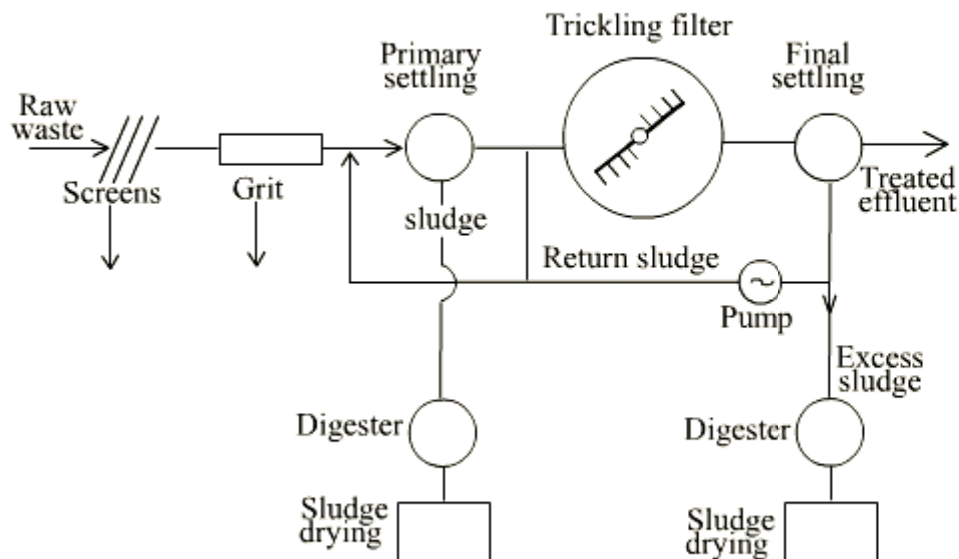 Trickling filter
Primary
settling
Final
settling
Raw
waste
Screens
Grit
sludge
Treated
effluent
Return sludge
Pump
Excess
sludge
Digester
Digester
Sludge
drying
Sludge
drying